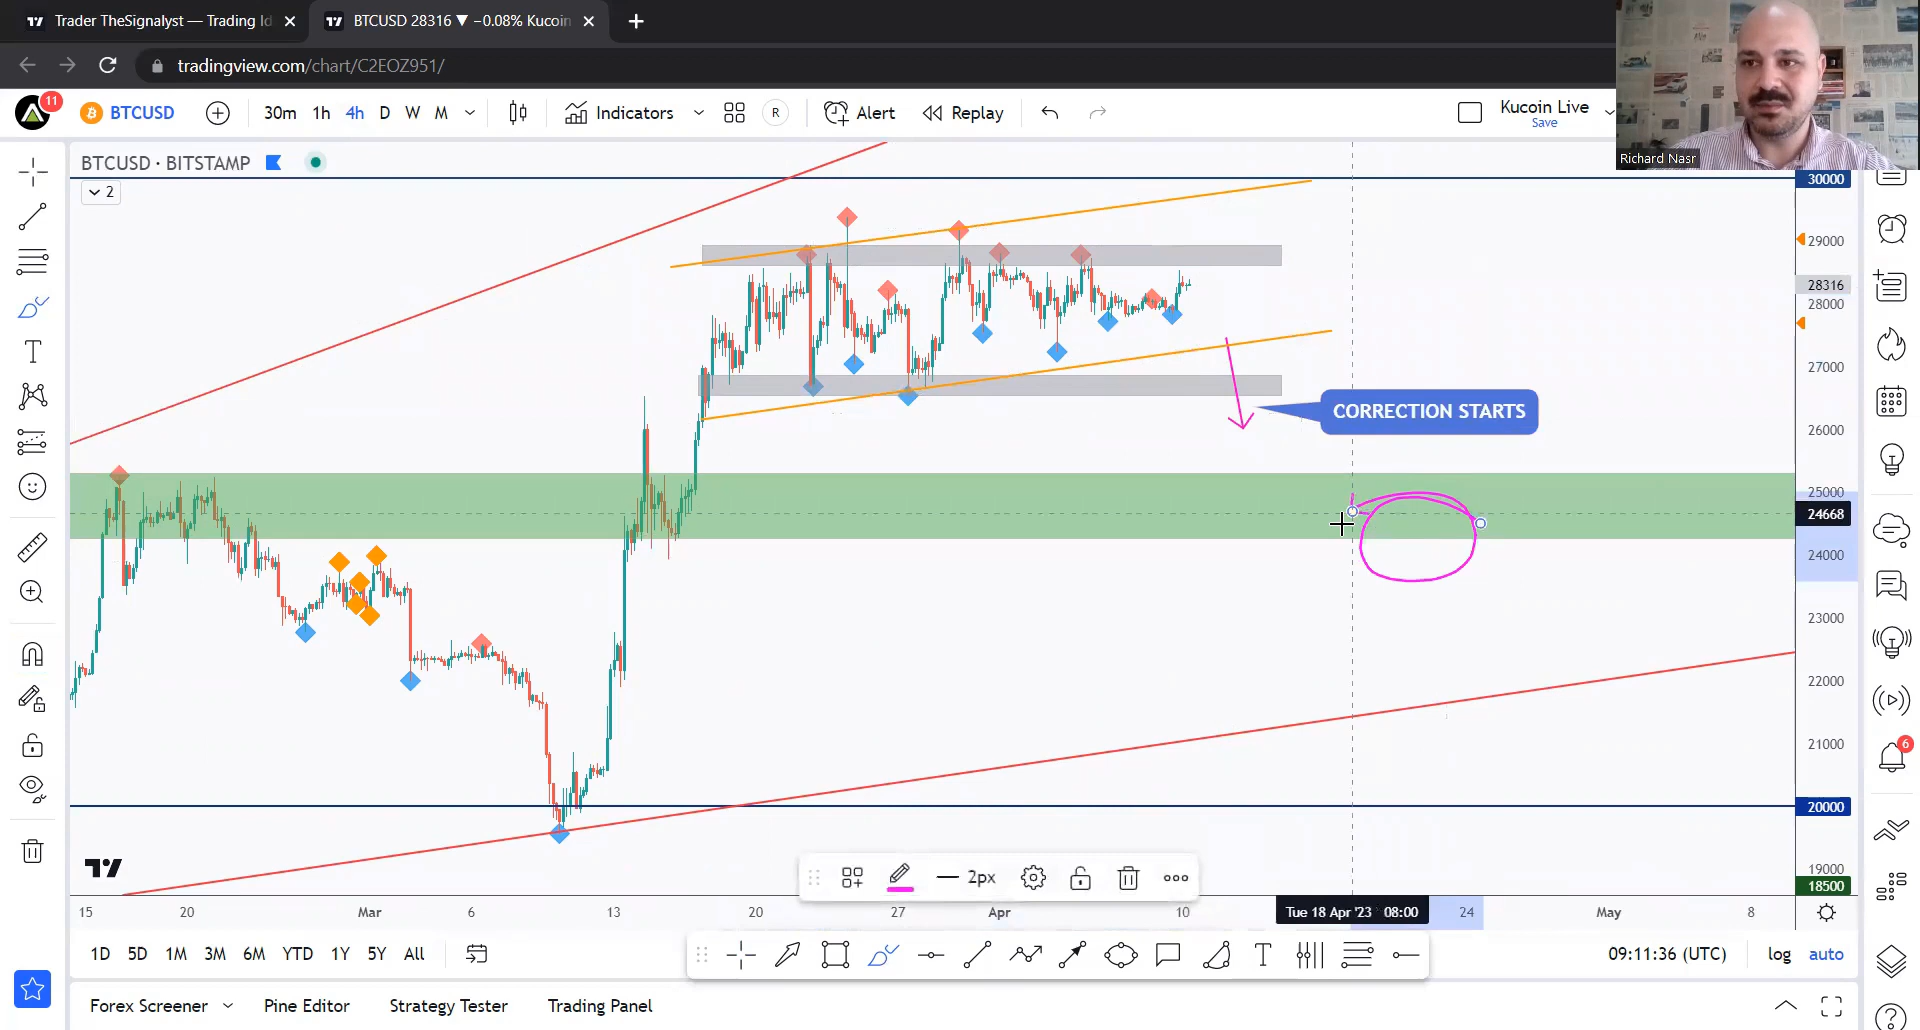 Trader TheSignalyst — Trading Id
BTCUSD 28316 ▼ −0.08% Kucoin
tradingview.com/chart/C2EOZ951/
11
BTCUSD
30m 1h 4h D W M
Indicators
R
Alert
Replay
Kucoin Live
Save
Richard Nasr
BTCUSD · BITSTAMP
2
30000
29000
28316
28000
27000
CORRECTION STARTS
26000
25000
24668
24000
23000
22000
21000
20000
19000
18500
6
2px
15 20 Mar 6 13 20 27 Apr 10 Tue 18 Apr '23 08:00 24 May 8
1D 5D 1M 3M 6M YTD 1Y 5Y All
09:11:36 (UTC)
log
auto
Forex Screener
Pine Editor
Strategy Tester
Trading Panel